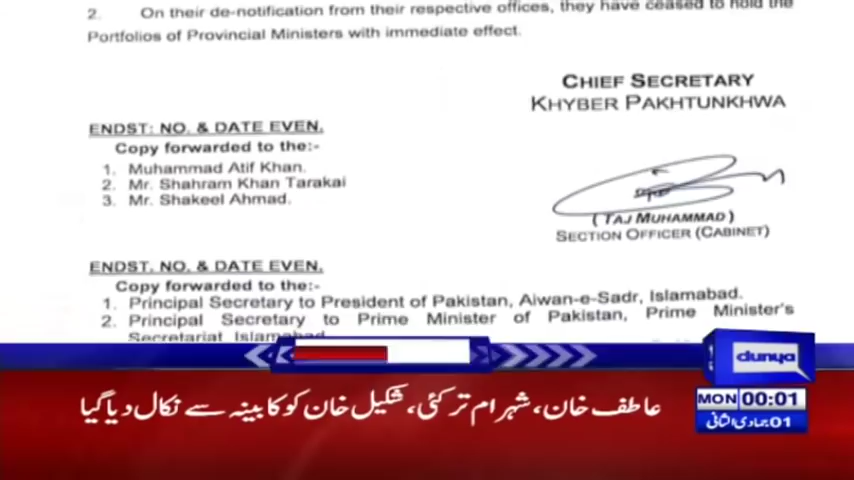 2. On their de-notification from their respective offices, they have ceased to hold the
Portfolios of Provincial Ministers with immediate effect.
CHIEF SECRETARY
KHYBER PAKHTUNKHWA
ENDST: NO. & DATE EVEN.
Copy forwarded to the:-
1. Muhammad Atif Khan.
2. Mr. Shahram Khan Tarakai
3. Mr. Shakeel Ahmad.
( TAJ MUHAMMAD )
SECTION OFFICER (CABINET)
ENDST. NO. & DATE EVEN.
Copy forwarded to the:-
1. Principal Secretary to President of Pakistan, Aiwan-e-Sadr, Islamabad.
2. Principal Secretary to Prime Minister of Pakistan, Prime Minister's
Secretariat Islamabad
dunya
MON 00:01
01 جمادی الثانی
عاطف خان، شہرام ترکئی، شکیل خان کو کابینہ سے نکال دیا گیا